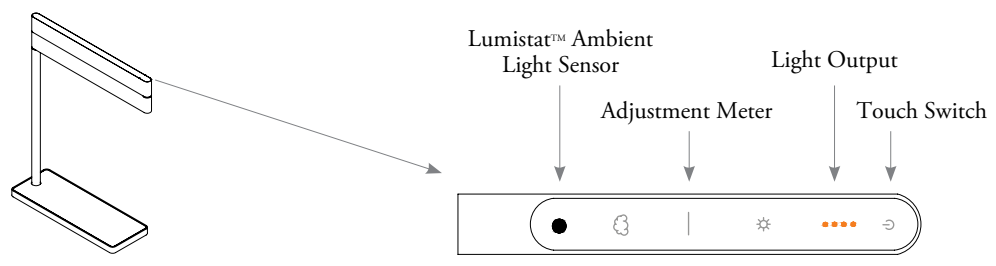 Lumistat™ Ambient
Light Sensor
Light Output
Adjustment Meter
Touch Switch